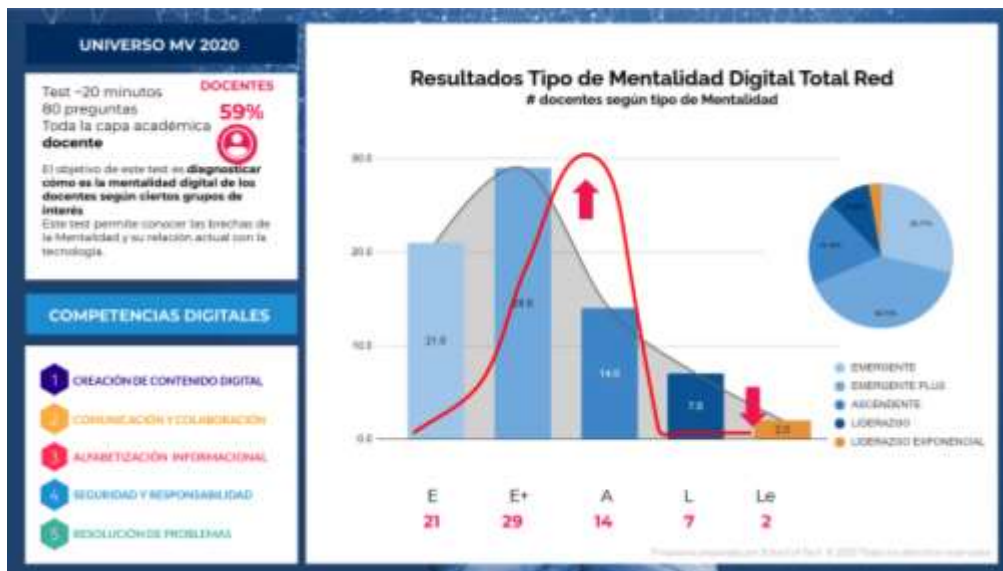 UNIVERSO MV 2020
Test ~20 minutos
80 preguntas
Toda la capa académica
docente
DOCENTES
59%
El objetivo de este test es diagnosticar
cómo es la mentalidad digital de los
docentes según ciertos grupos de
interés
Este test permite conocer las brechas de
la Mentalidad y su relación actual con la
tecnología.
COMPETENCIAS DIGITALES
1 CREACIÓN DE CONTENIDO DIGITAL
2 COMUNICACIÓN Y COLABORACIÓN
3 ALFABETIZACIÓN INFORMACIONAL
4 SEGURIDAD Y RESPONSABILIDAD
5 RESOLUCIÓN DE PROBLEMAS
Resultados Tipo de Mentalidad Digital Total Red
# docentes según tipo de Mentalidad
30.0
20.0
10.0
0.0
21.0
29.0
14.0
7.0
2.0
EMERGENTE
EMERGENTE PLUS
ASCENDENTE
LIDERAZGO
LIDERAZGO EXPONENCIAL
E E+ A L Le
21 29 14 7 2